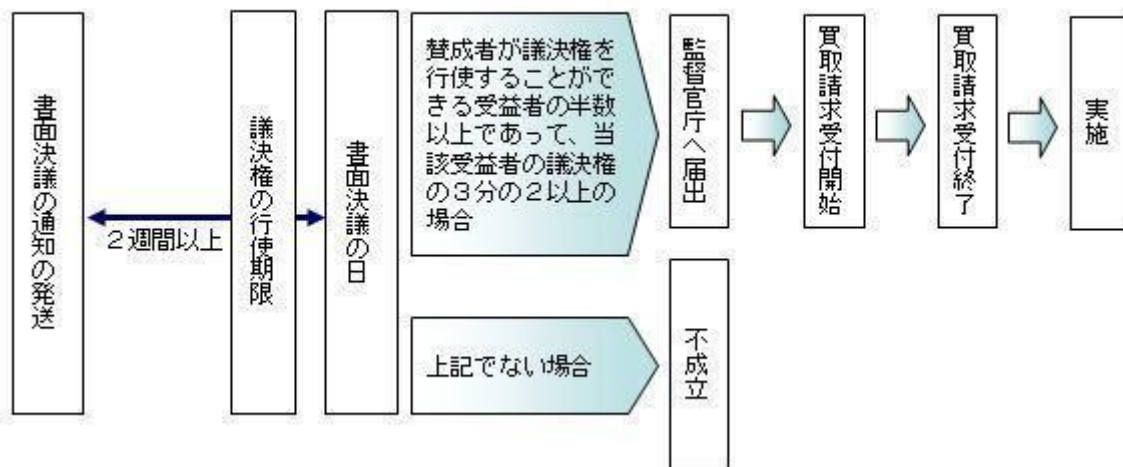 書面決議の通知の発送
２週間以上
議決権の行使期限
書面決議の日
賛成者が議決権を
行使することがで
きる受益者の半数
以上であって、当
該受益者の議決権
の３分の２以上の
場合
監督官庁へ届出
買取請求受付開始
買取請求受付終了
実施
上記でない場合
不成立